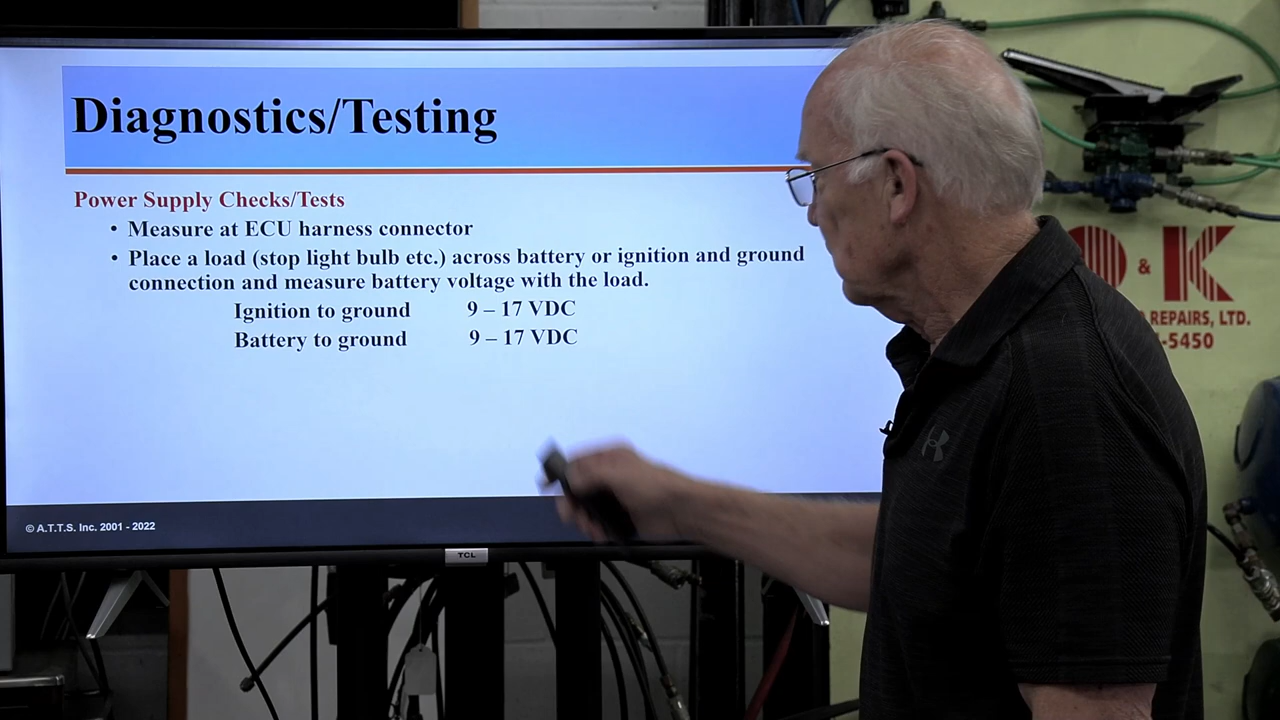 Diagnostics/Testing
Power Supply Checks/Tests
• Measure at ECU harness connector
• Place a load (stop light bulb etc.) across battery or ignition and ground
connection and measure battery voltage with the load.
Ignition to ground 9 – 17 VDC
Battery to ground 9 – 17 VDC
© A.T.T.S. Inc. 2001 - 2022
TCL
& K
REPAIRS, LTD.
-5450